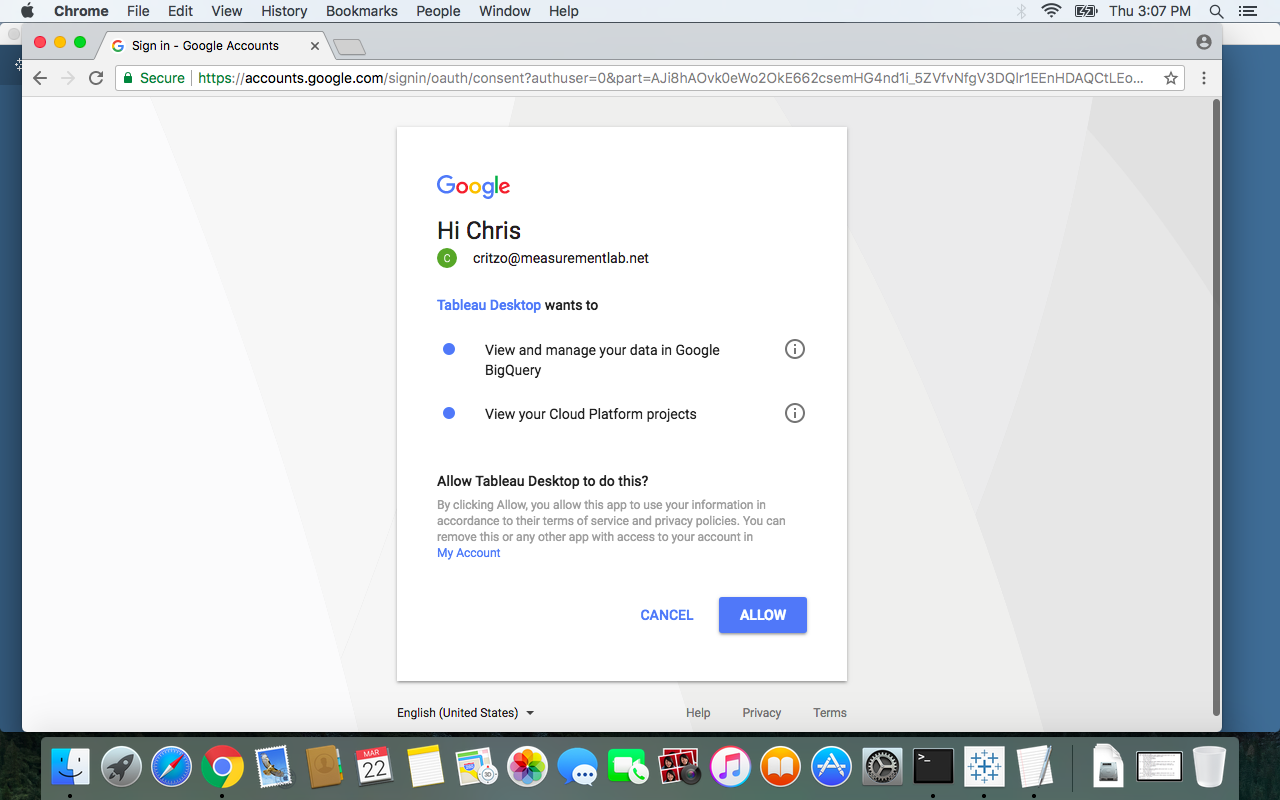 Chrome File Edit View History Bookmarks People Window Help Thu 3:07 PM
Sign in - Google Accounts
Secure https://accounts.google.com/signin/oauth/consent?authuser=0&part=AJi8hAOvk0eWo2OkE662csemHG4nd1i_5ZVfvNfgV3DQlr1EEnHDAQCtLEo...
Google
Hi Chris
C critzo@measurementlab.net
Tableau Desktop wants to
View and manage your data in Google
BigQuery
View your Cloud Platform projects
Allow Tableau Desktop to do this?
By clicking Allow, you allow this app to use your information in
accordance to their terms of service and privacy policies. You can
remove this or any other app with access to your account in
My Account
CANCEL ALLOW
English (United States) Help Privacy Terms
MAR
22
30
>_